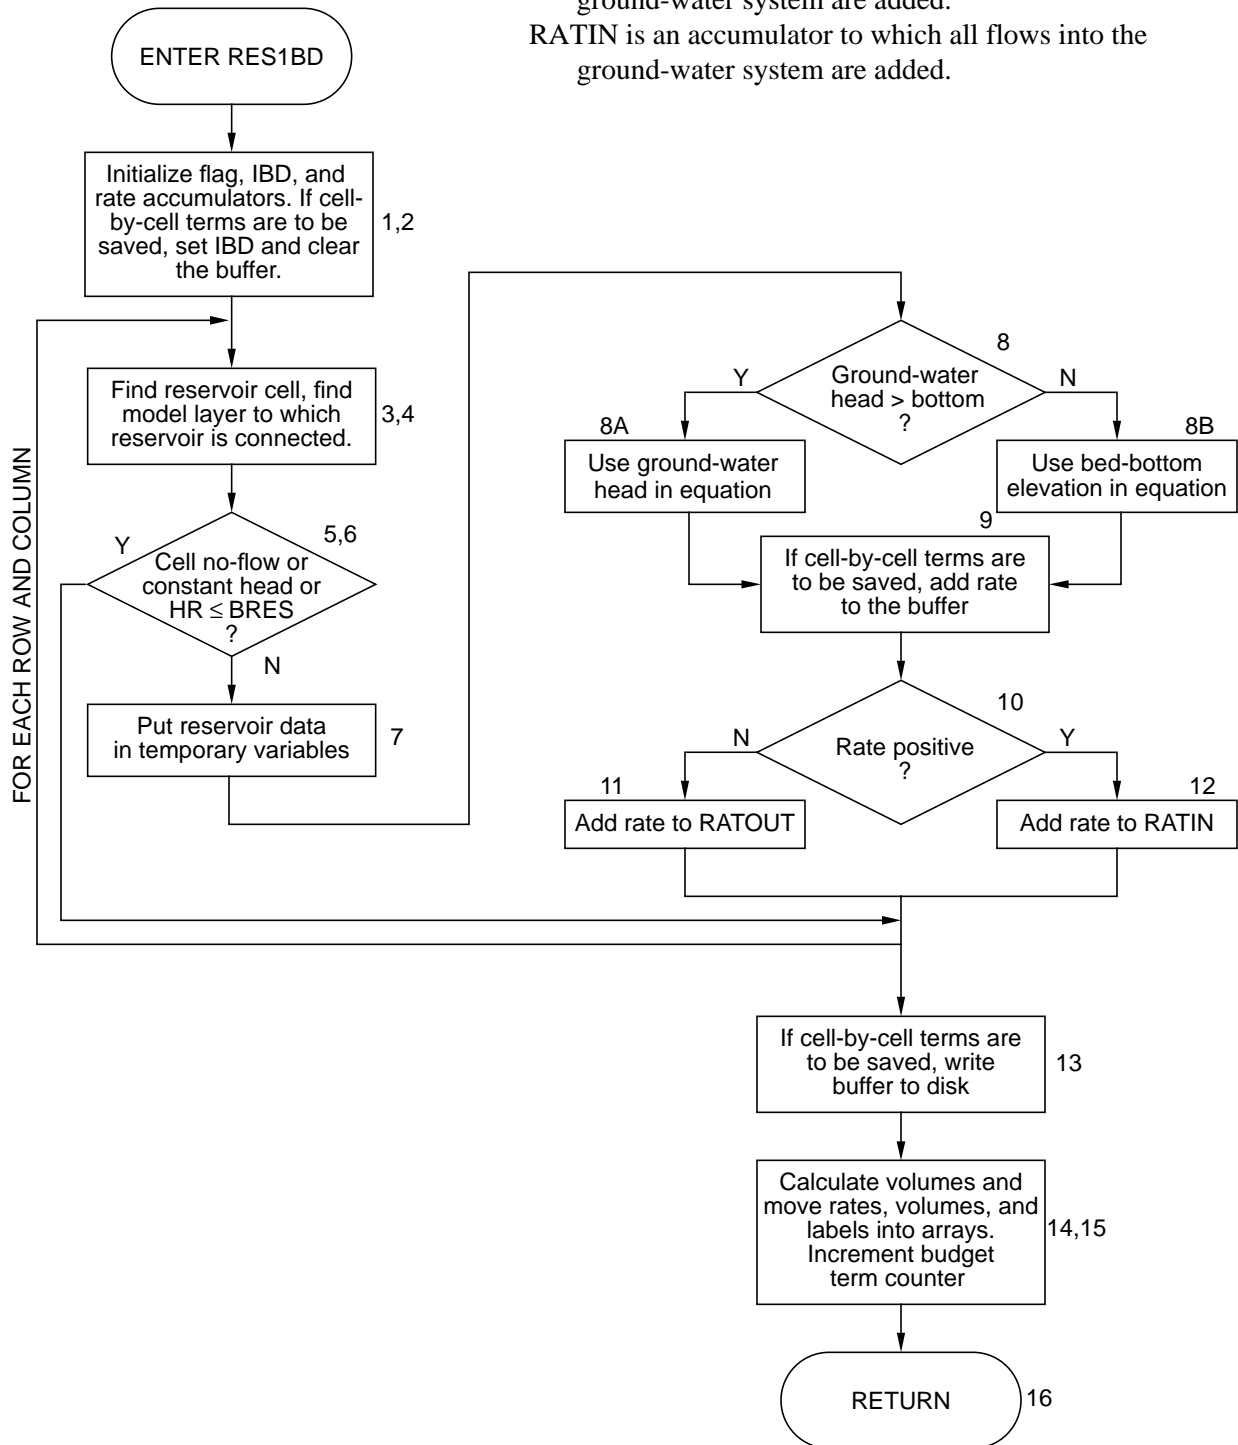 ground-water system are added.
RATIN is an accumulator to which all flows into the
ground-water system are added.
ENTER RES1BD
Initialize flag, IBD, and
rate accumulators. If cell-
by-cell terms are to be
saved, set IBD and clear
the buffer.
1,2
FOR EACH ROW AND COLUMN
Find reservoir cell, find
model layer to which
reservoir is connected.
3,4
5,6
Y
Cell no-flow or
constant head or
HR ≤ BRES
?
N
Put reservoir data
in temporary variables
7
8
Y
Ground-water
head > bottom
?
N
8A
Use ground-water
head in equation
8B
Use bed-bottom
elevation in equation
9
If cell-by-cell terms are
to be saved, add rate
to the buffer
10
N
Rate positive
?
Y
11
Add rate to RATOUT
12
Add rate to RATIN
If cell-by-cell terms are
to be saved, write
buffer to disk
13
Calculate volumes and
move rates, volumes, and
labels into arrays.
Increment budget
term counter
14,15
RETURN
16